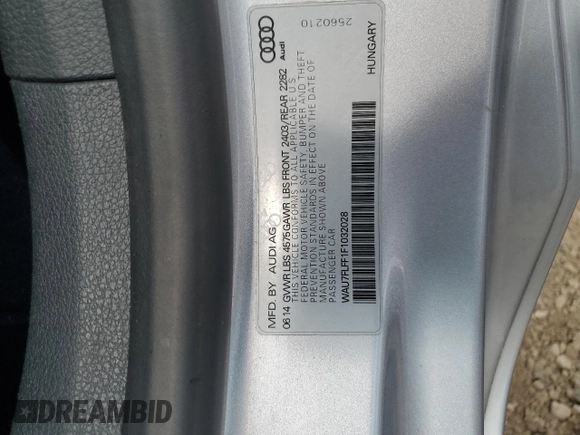 MFD. BY AUDI AG
06 14 GVWR LBS 4575GAWR LBS FRONT 2403/REAR 2282
THIS VEHICLE CONFORMS TO ALL APPLICABLE U.S.
FEDERAL MOTOR VEHICLE SAFETY, BUMPER AND THEFT
PREVENTION STANDARDS IN EFFECT ON THE DATE OF
MANUFACTURE SHOWN ABOVE
PASSENGER CAR
WAU7FLFF1F1032028
HUNGARY
Audi
2560210
DREAMBID